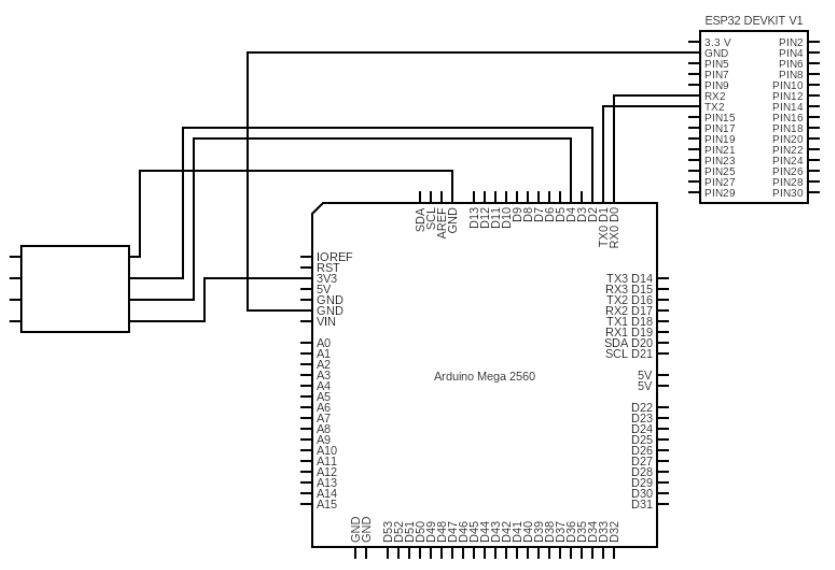 ESP32 DEVKIT V1
3.3 V PIN2
GND PIN4
PIN5 PIN6
PIN7 PIN8
PIN9 PIN10
RX2 PIN12
TX2 PIN14
PIN15 PIN16
PIN17 PIN18
PIN19 PIN20
PIN21 PIN22
PIN23 PIN24
PIN25 PIN26
PIN27 PIN28
PIN29 PIN30
SDA
SCL
AREF
GND
D13
D12
D11
D10
D9
D8
D7
D6
D5
D4
D3
D2
TX0 D1
RX0 D0
IOREF
RST
3V3
5V
GND
GND
VIN
A0
A1
A2
A3
A4
A5
A6
A7
A8
A9
A10
A11
A12
A13
A14
A15
Arduino Mega 2560
TX3 D14
RX3 D15
TX2 D16
RX2 D17
TX1 D18
RX1 D19
SDA D20
SCL D21
5V
5V
D22
D23
D24
D25
D26
D27
D28
D29
D30
D31
GND
GND
D53
D52
D51
D50
D49
D48
D47
D46
D45
D44
D43
D42
D41
D40
D39
D38
D37
D36
D35
D34
D33
D32